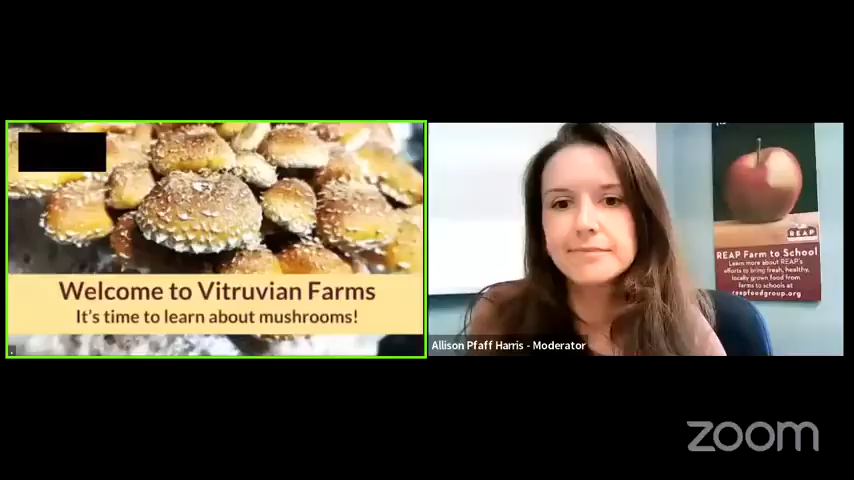 Welcome to Vitruvian Farms
It's time to learn about mushrooms!
REAP
REAP Farm to School
Learn more about REAP's
efforts to bring fresh, healthy,
locally grown food from
farms to schools at
reapfoodgroup.org
Allison Pfaff Harris - Moderator
zoom